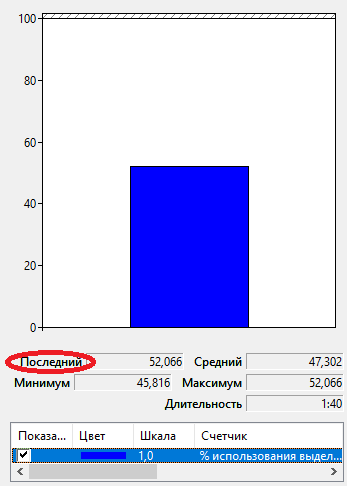 100
80
60
40
20
0
Последний 52,066 Средний 47,302
Минимум 45,816 Максимум 52,066
Длительность 1:40
Показа... Цвет Шкала Счетчик
1,0 % использования выдел...